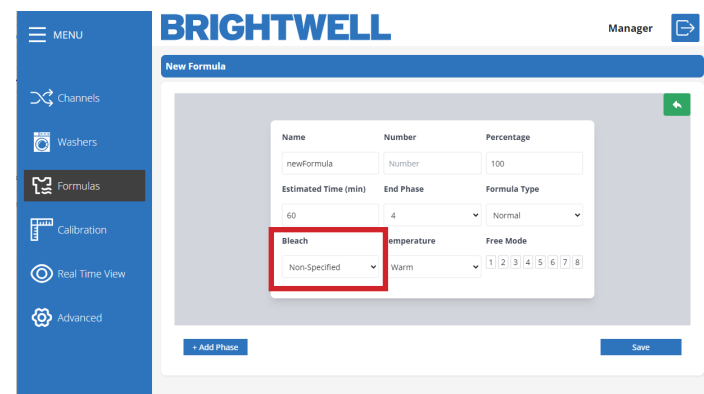 MENU
BRIGHTWELL
Manager
New Formula
Channels
Washers
Formulas
Calibration
Real Time View
Advanced
Name Number Percentage
newFormula Number 100
Estimated Time (min) End Phase Formula Type
60 4 Normal
Bleach Temperature Free Mode
Non-Specified Warm 1 2 3 4 5 6 7 8
+ Add Phase Save